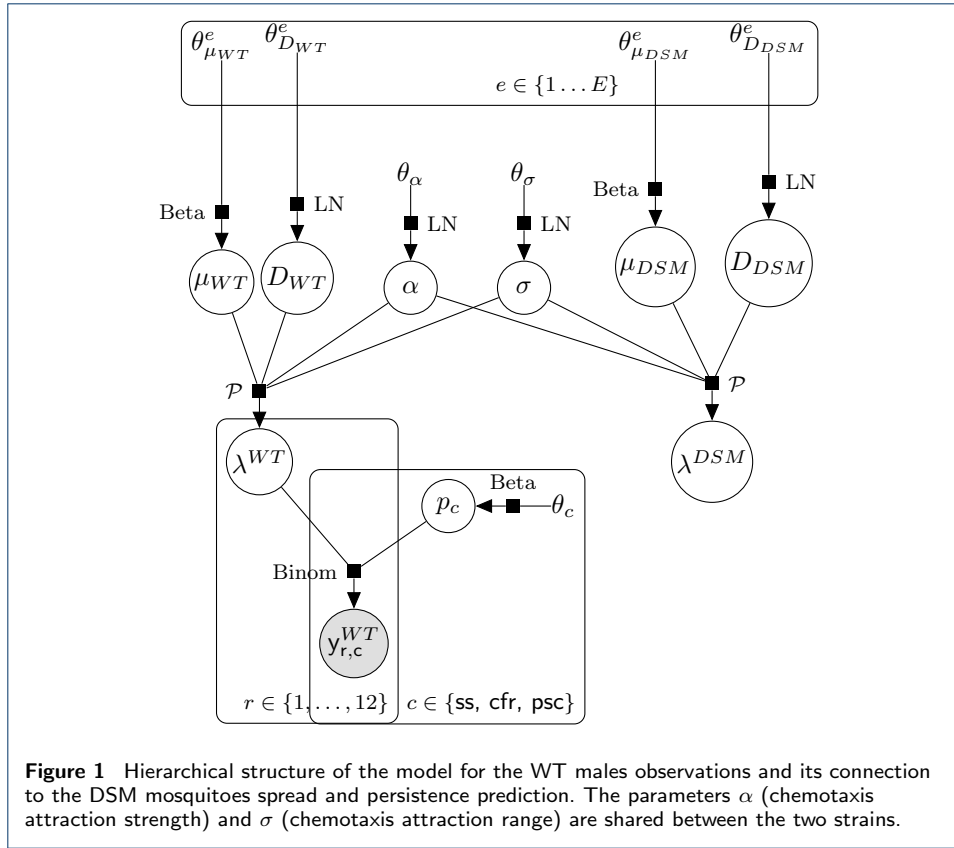 θ^e_{μ_{WT}} θ^e_{D_{WT}} θ^e_{μ_{DSM}} θ^e_{D_{DSM}}
e ∈ {1 . . . E}
θ_α θ_σ
Beta LN LN LN Beta LN
μ_{WT} D_{WT} α σ μ_{DSM} D_{DSM}
𝒫 𝒫
λ^{WT} λ^{DSM}
Beta
p_c θ_c
Binom
y^{WT}_{r,c}
r ∈ {1, . . . , 12} c ∈ {ss, cfr, psc}
Figure 1 Hierarchical structure of the model for the WT males observations and its connection
to the DSM mosquitoes spread and persistence prediction. The parameters α (chemotaxis
attraction strength) and σ (chemotaxis attraction range) are shared between the two strains.